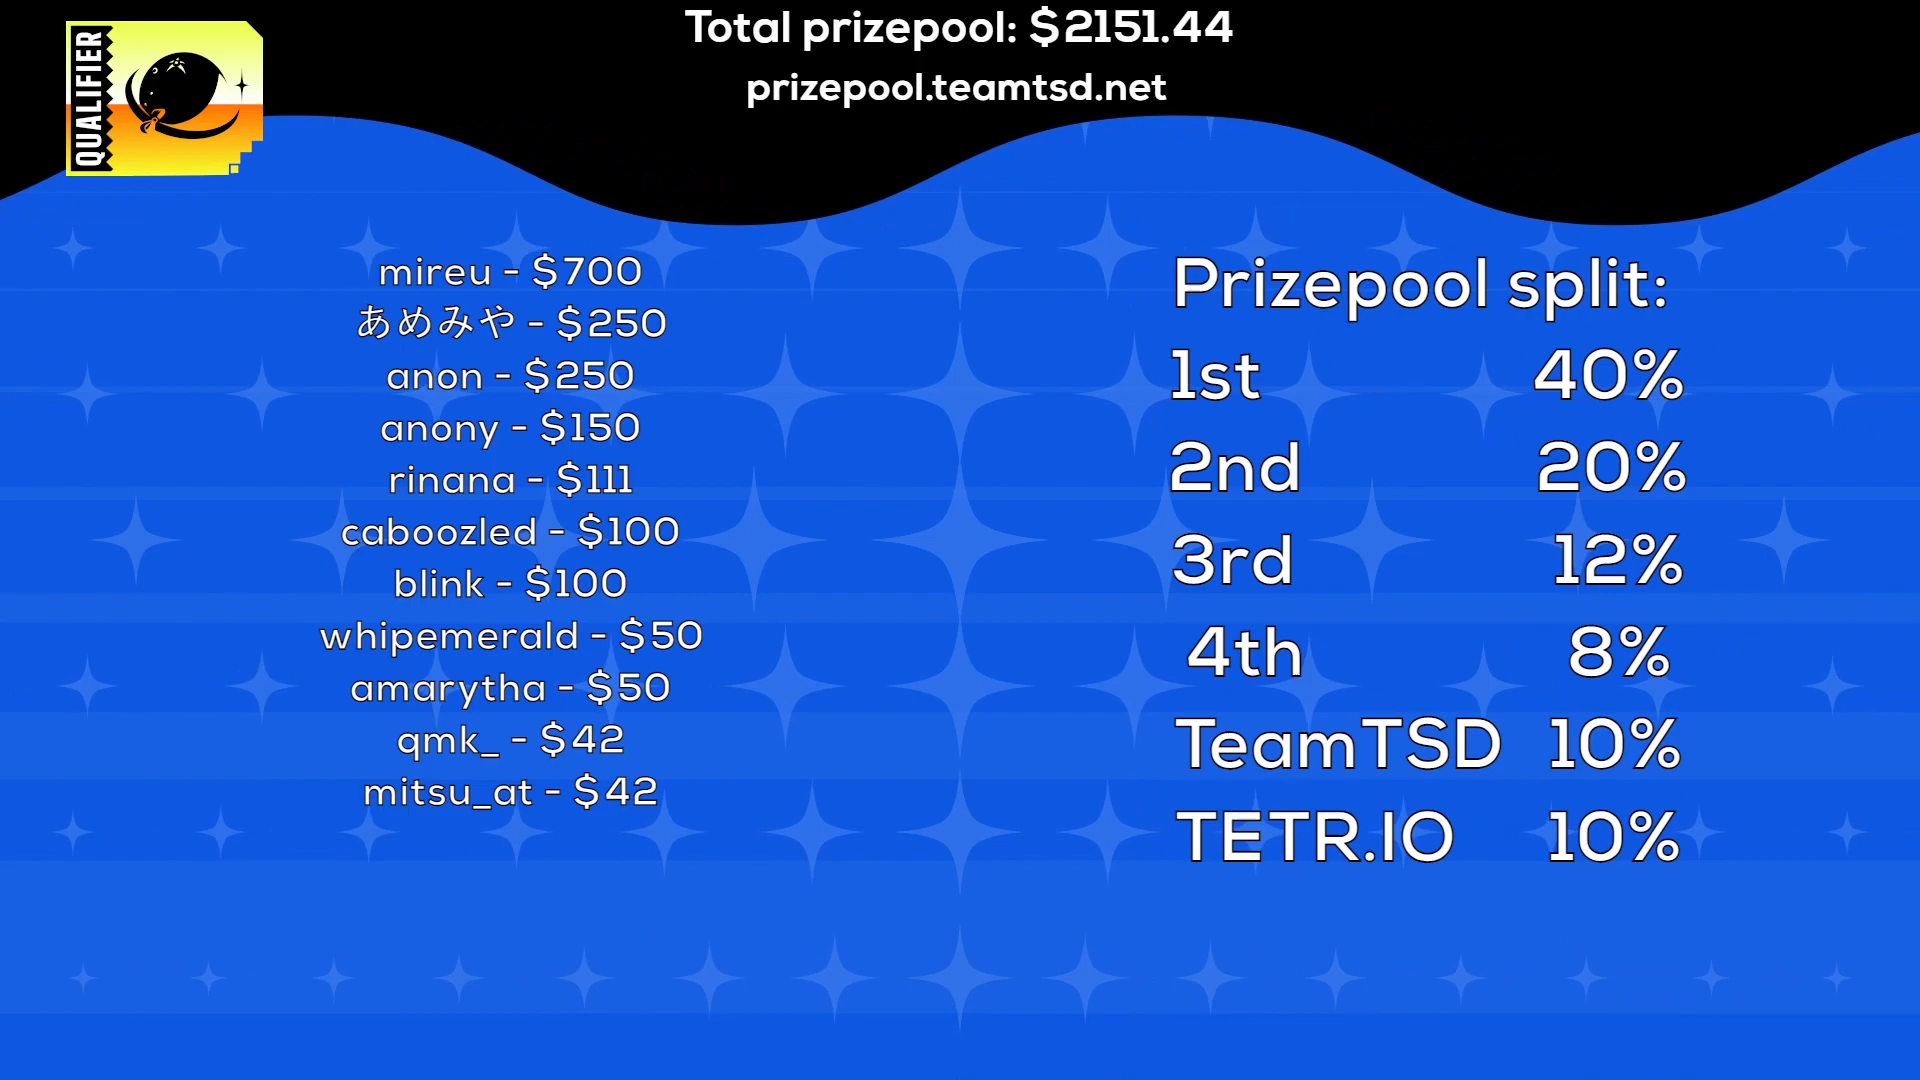 QUALIFIER
Total prizepool: $2151.44
prizepool.teamtsd.net
mireu - $700
あめみや - $250
anon - $250
anony - $150
rinana - $111
caboozled - $100
blink - $100
whipemerald - $50
amarytha - $50
qmk_ - $42
mitsu_at - $42
Prizepool split:
1st 40%
2nd 20%
3rd 12%
4th 8%
TeamTSD 10%
TETR.IO 10%